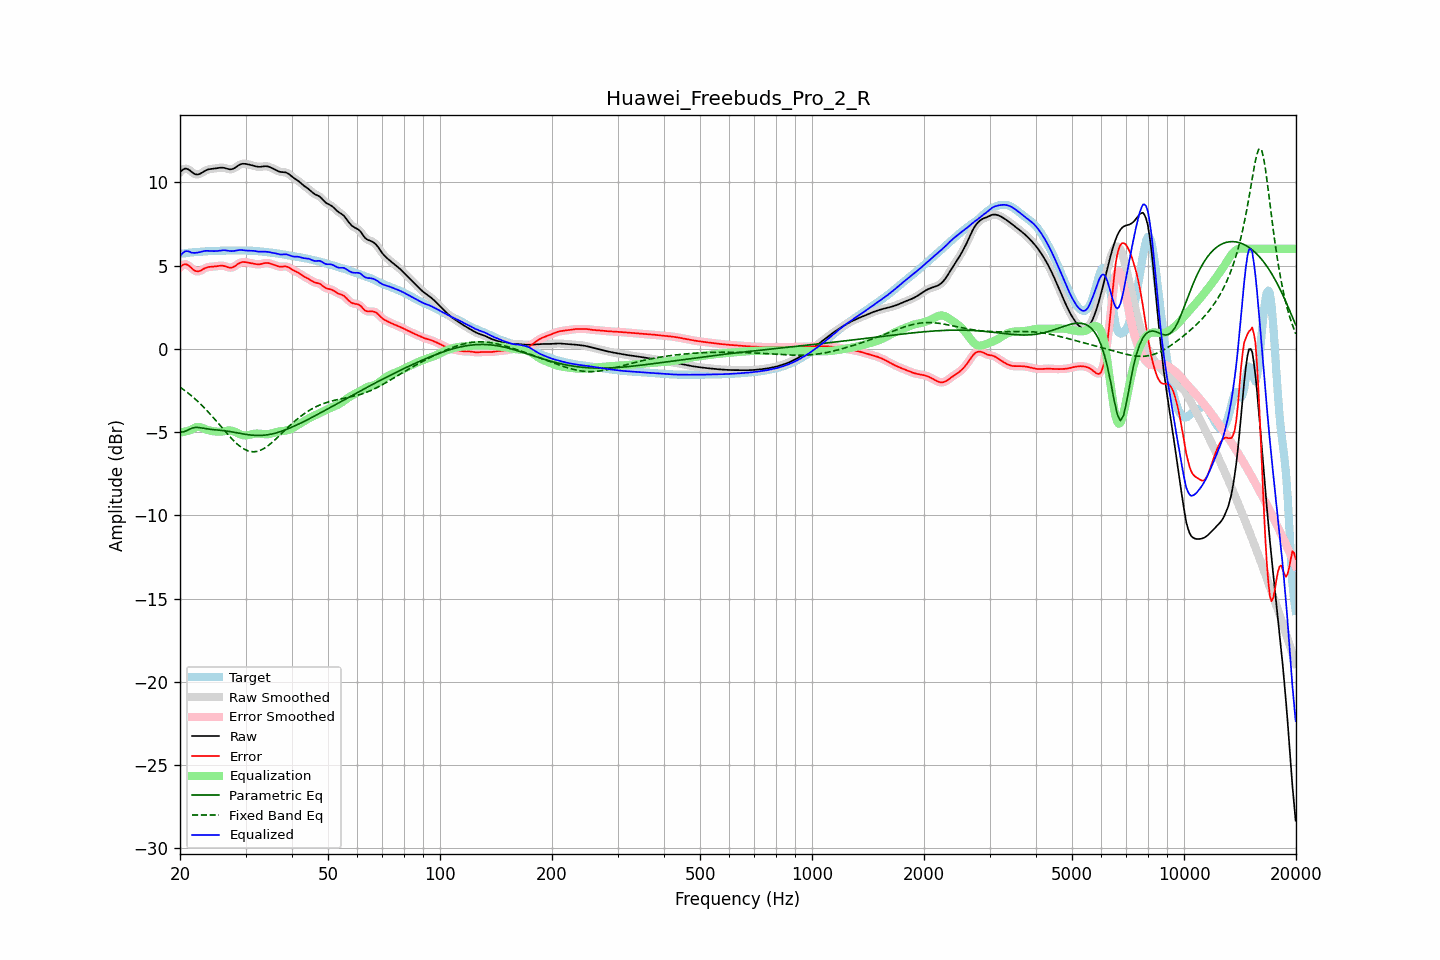 Huawei_Freebuds_Pro_2_R
Amplitude (dBr)
10
5
0
−5
−10
−15
−20
−25
−30
Target
Raw Smoothed
Error Smoothed
Raw
Error
Equalization
Parametric Eq
Fixed Band Eq
Equalized
20 50 100 200 500 1000 2000 5000 10000 20000
Frequency (Hz)